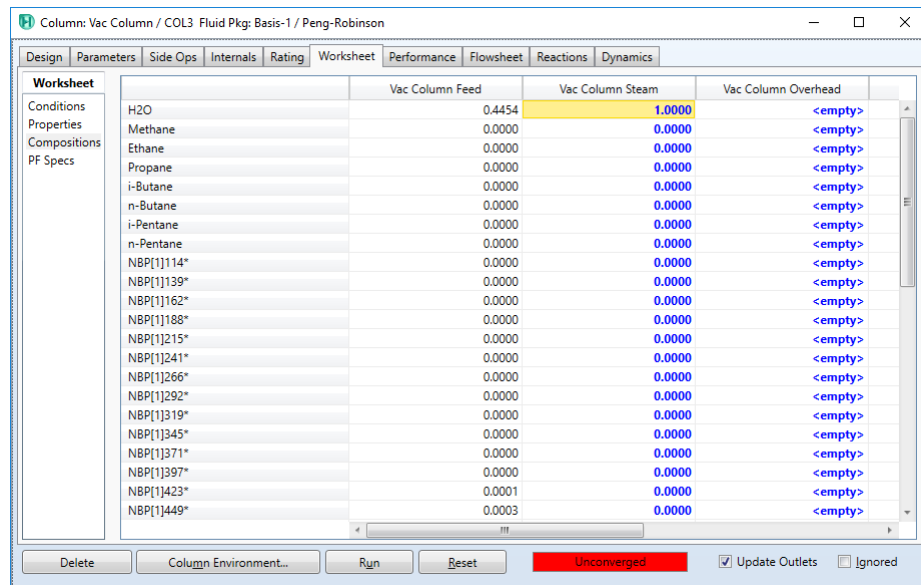 Column: Vac Column / COL3 Fluid Pkg: Basis-1 / Peng-Robinson
Design Parameters Side Ops Internals Rating Worksheet Performance Flowsheet Reactions Dynamics
Worksheet
Conditions
Properties
Compositions
PF Specs
Vac Column Feed Vac Column Steam Vac Column Overhead
H2O 0.4454 1.0000 <empty>
Methane 0.0000 0.0000 <empty>
Ethane 0.0000 0.0000 <empty>
Propane 0.0000 0.0000 <empty>
i-Butane 0.0000 0.0000 <empty>
n-Butane 0.0000 0.0000 <empty>
i-Pentane 0.0000 0.0000 <empty>
n-Pentane 0.0000 0.0000 <empty>
NBP[1]114* 0.0000 0.0000 <empty>
NBP[1]139* 0.0000 0.0000 <empty>
NBP[1]162* 0.0000 0.0000 <empty>
NBP[1]188* 0.0000 0.0000 <empty>
NBP[1]215* 0.0000 0.0000 <empty>
NBP[1]241* 0.0000 0.0000 <empty>
NBP[1]266* 0.0000 0.0000 <empty>
NBP[1]292* 0.0000 0.0000 <empty>
NBP[1]319* 0.0000 0.0000 <empty>
NBP[1]345* 0.0000 0.0000 <empty>
NBP[1]371* 0.0000 0.0000 <empty>
NBP[1]397* 0.0000 0.0000 <empty>
NBP[1]423* 0.0001 0.0000 <empty>
NBP[1]449* 0.0003 0.0000 <empty>
Delete Column Environment... Run Reset Unconverged Update Outlets Ignored